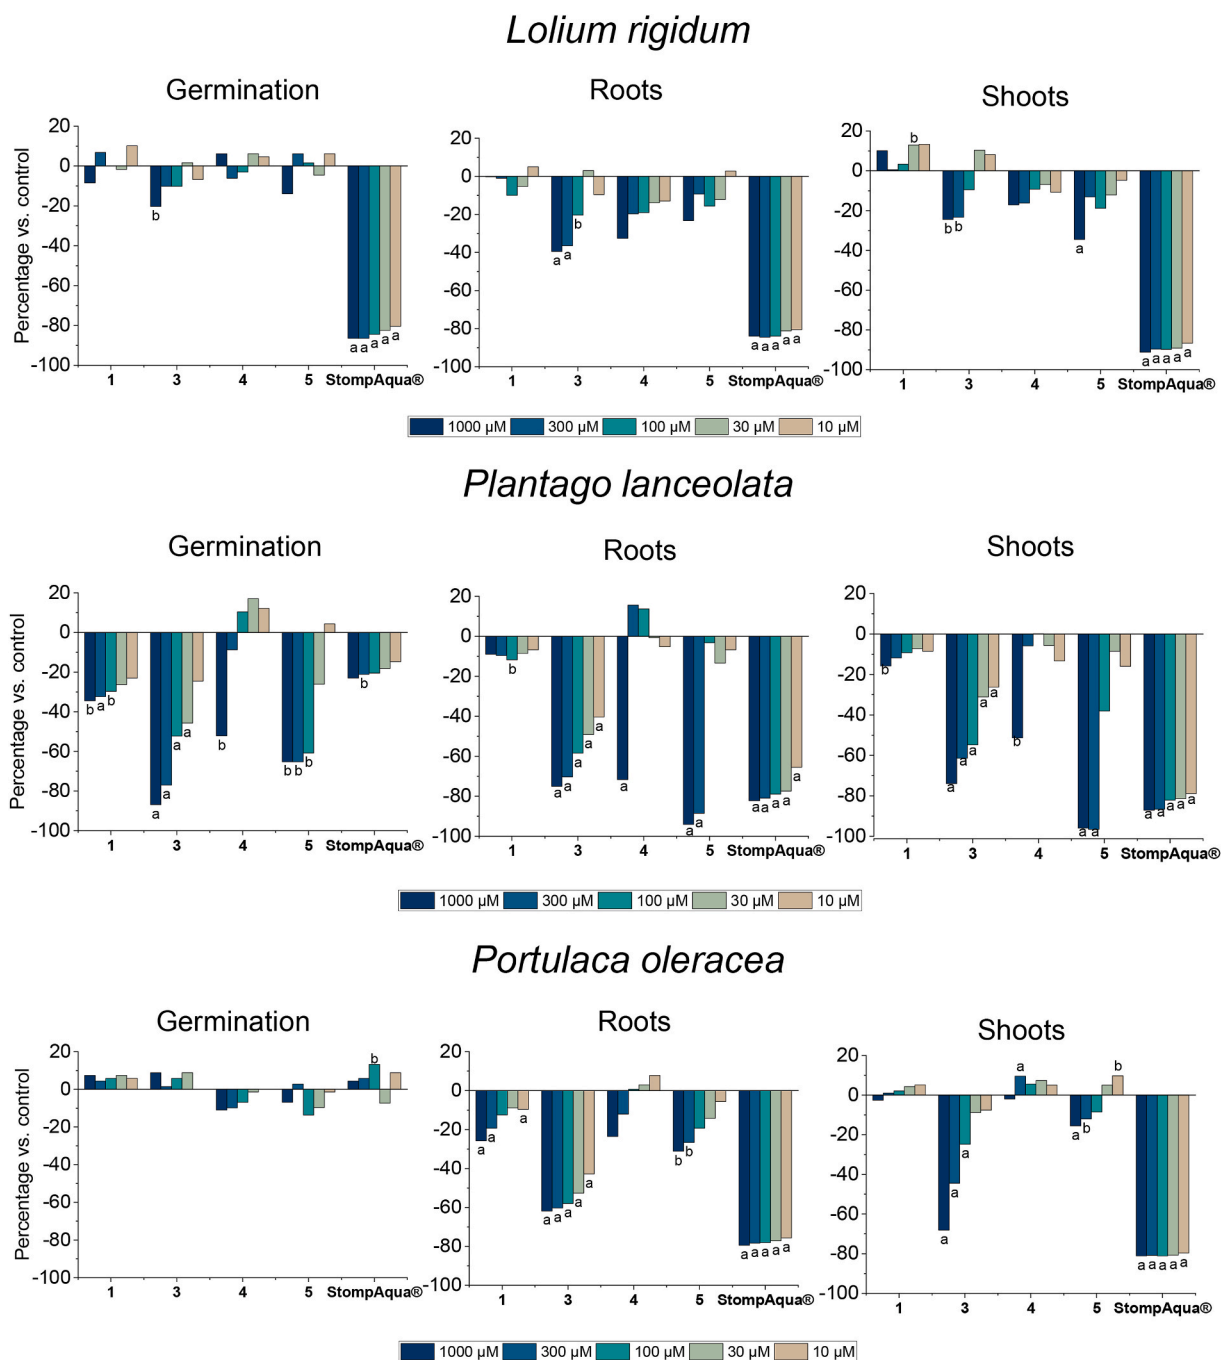 Lolium rigidum
Germination
Roots
Shoots
Percentage vs. control
20
0
-20
-40
-60
-80
-100
b
a a a a a
1 3 4 5 StompAqua®
20
0
-20
-40
-60
-80
-100
a a b
a a a a a
1 3 4 5 StompAqua®
20
0
-20
-40
-60
-80
-100
b
b b
a
a a a a a
1 3 4 5 StompAqua®
1000 µM 300 µM 100 µM 30 µM 10 µM
Plantago lanceolata
Germination
Roots
Shoots
Percentage vs. control
20
0
-20
-40
-60
-80
-100
b a b
a a a a
b
b b b
b
1 3 4 5 StompAqua®
20
0
-20
-40
-60
-80
-100
b
a a a a a
a
a a
a a a a a
1 3 4 5 StompAqua®
20
0
-20
-40
-60
-80
-100
b
a a a a a
b
a a
a a a a a
1 3 4 5 StompAqua®
1000 µM 300 µM 100 µM 30 µM 10 µM
Portulaca oleracea
Germination
Roots
Shoots
Percentage vs. control
20
0
-20
-40
-60
-80
-100
b
1 3 4 5 StompAqua®
20
0
-20
-40
-60
-80
-100
a a a
a a a a a
b b
a a a a a
1 3 4 5 StompAqua®
20
0
-20
-40
-60
-80
-100
a a a
a
a b b
a a a a a
1 3 4 5 StompAqua®
1000 µM 300 µM 100 µM 30 µM 10 µM